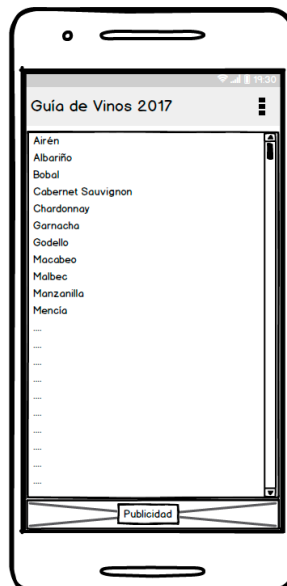 19:30
Guía de Vinos 2017
Airén
Albariño
Bobal
Cabernet Sauvignon
Chardonnay
Garnacha
Godello
Macabeo
Malbec
Manzanilla
Mencía
....
....
....
....
....
....
....
....
....
....
Publicidad